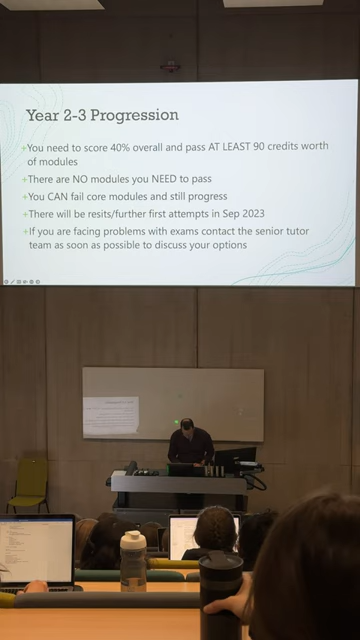 Year 2-3 Progression
+You need to score 40% overall and pass AT LEAST 90 credits worth
of modules
+There are NO modules you NEED to pass
+You CAN fail core modules and still progress
+There will be resits/further first attempts in Sep 2023
+If you are facing problems with exams contact the senior tutor
team as soon as possible to discuss your options